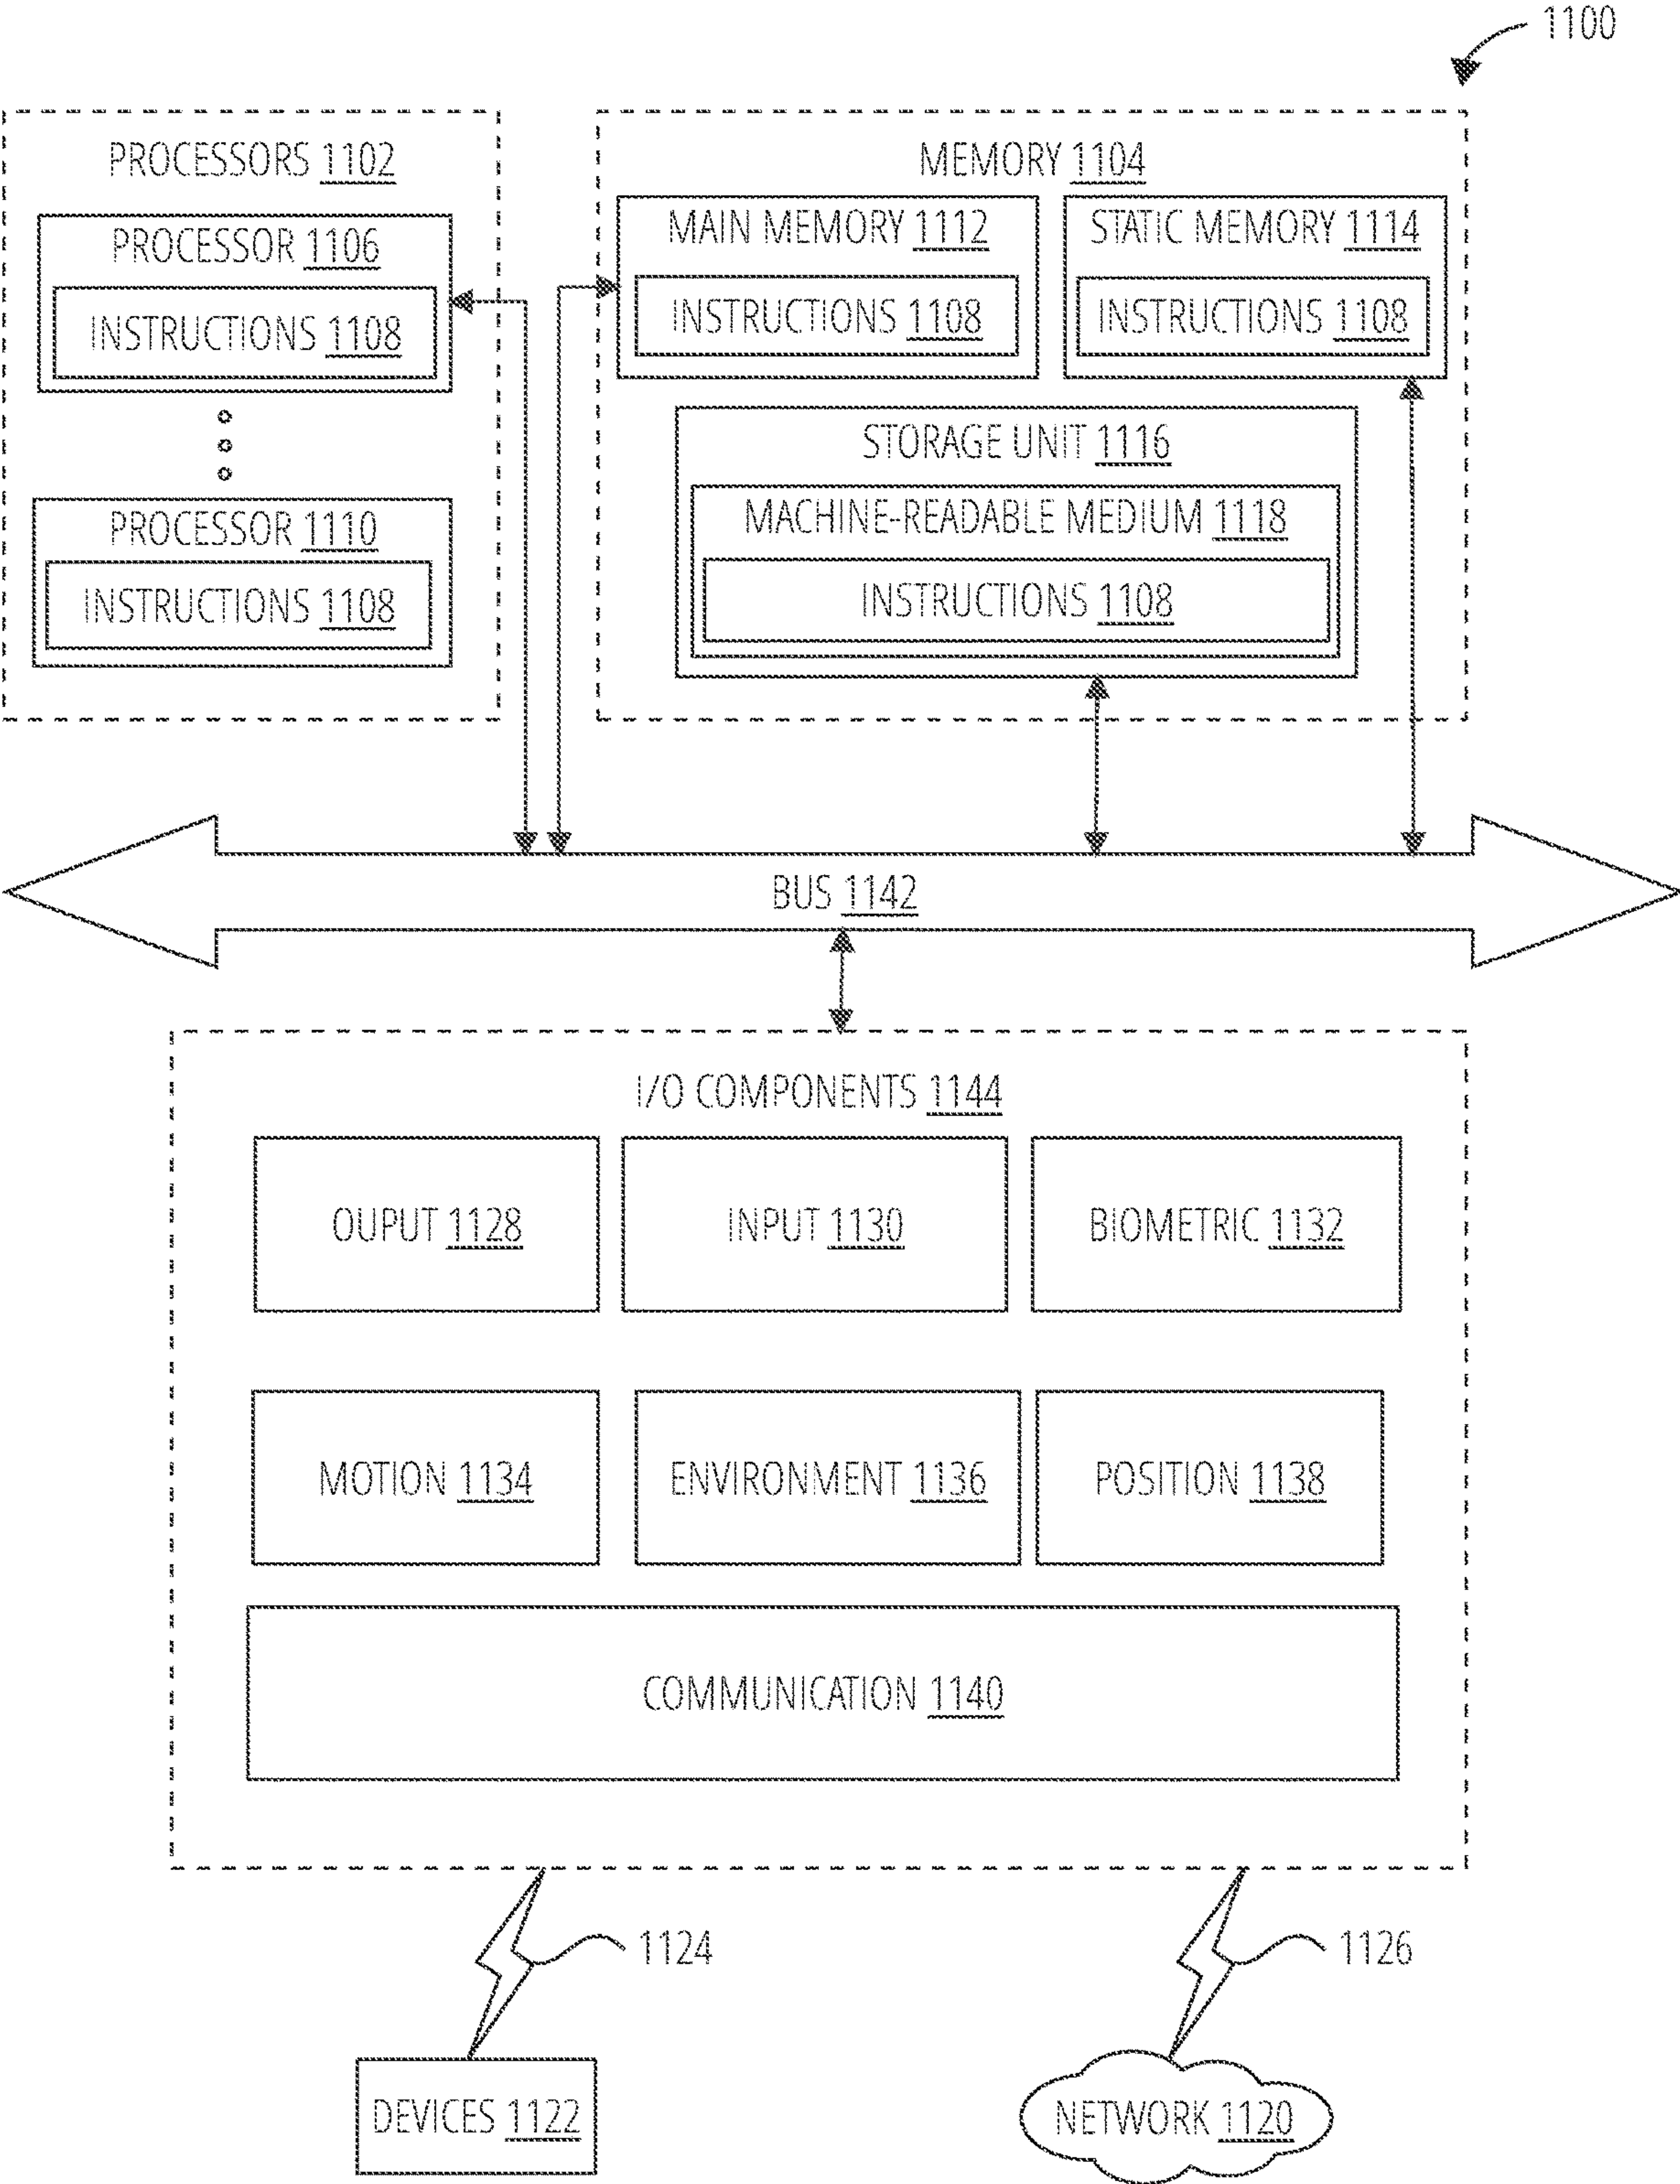 1100
PROCESSORS 1102
PROCESSOR 1106
INSTRUCTIONS 1108
PROCESSOR 1110
INSTRUCTIONS 1108
MEMORY 1104
MAIN MEMORY 1112
INSTRUCTIONS 1108
STATIC MEMORY 1114
INSTRUCTIONS 1108
STORAGE UNIT 1116
MACHINE-READABLE MEDIUM 1118
INSTRUCTIONS 1108
BUS 1142
I/O COMPONENTS 1144
OUPUT 1128
INPUT 1130
BIOMETRIC 1132
MOTION 1134
ENVIRONMENT 1136
POSITION 1138
COMMUNICATION 1140
1124
1126
DEVICES 1122
NETWORK 1120